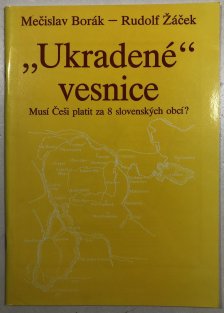 Mečislav Borák — Rudolf Žáček
„Ukradené“
vesnice
Musí Češi platit za 8 slovenských obcí?